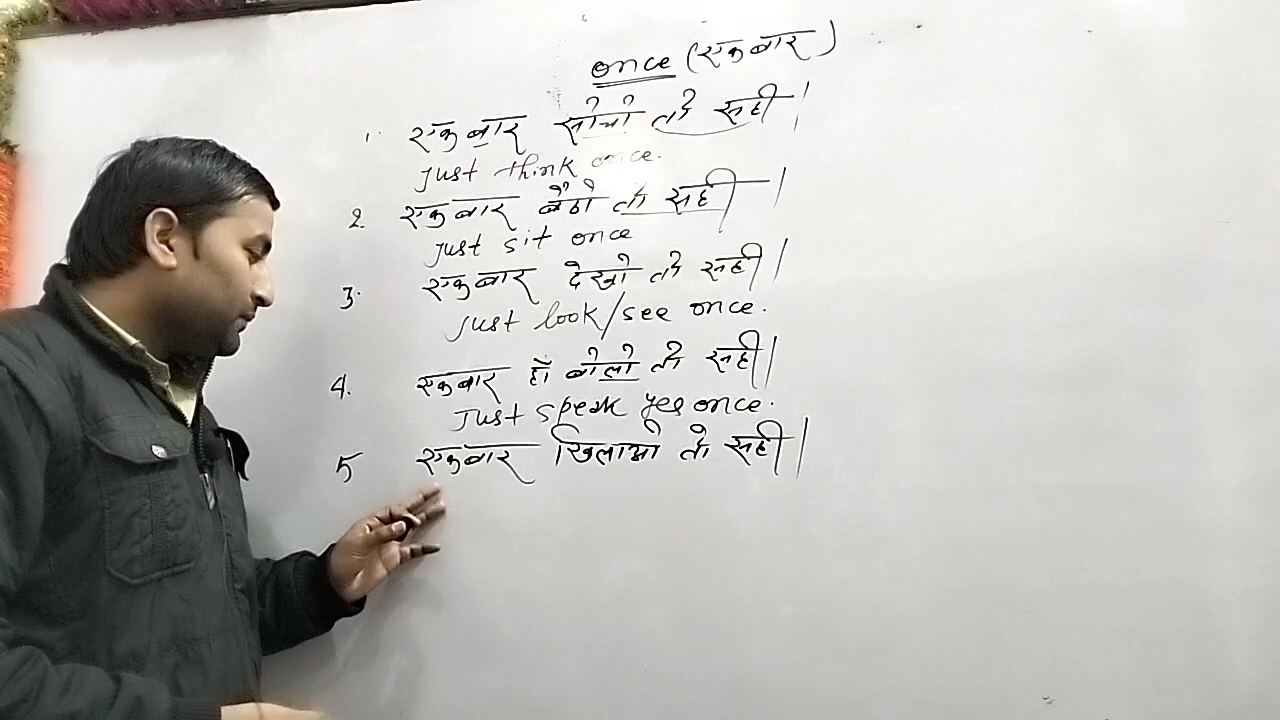 once (एकबार)
1. एकबार सोचो तो सही।
Just think once.
2. एकबार बैठो तो सही।
Just sit once
3. एकबार देखो तो सही।
Just look/see once.
4. एकबार हाँ बोलो तो सही।
Just speak yes once.
5 एकबार खिलाओ तो सही।